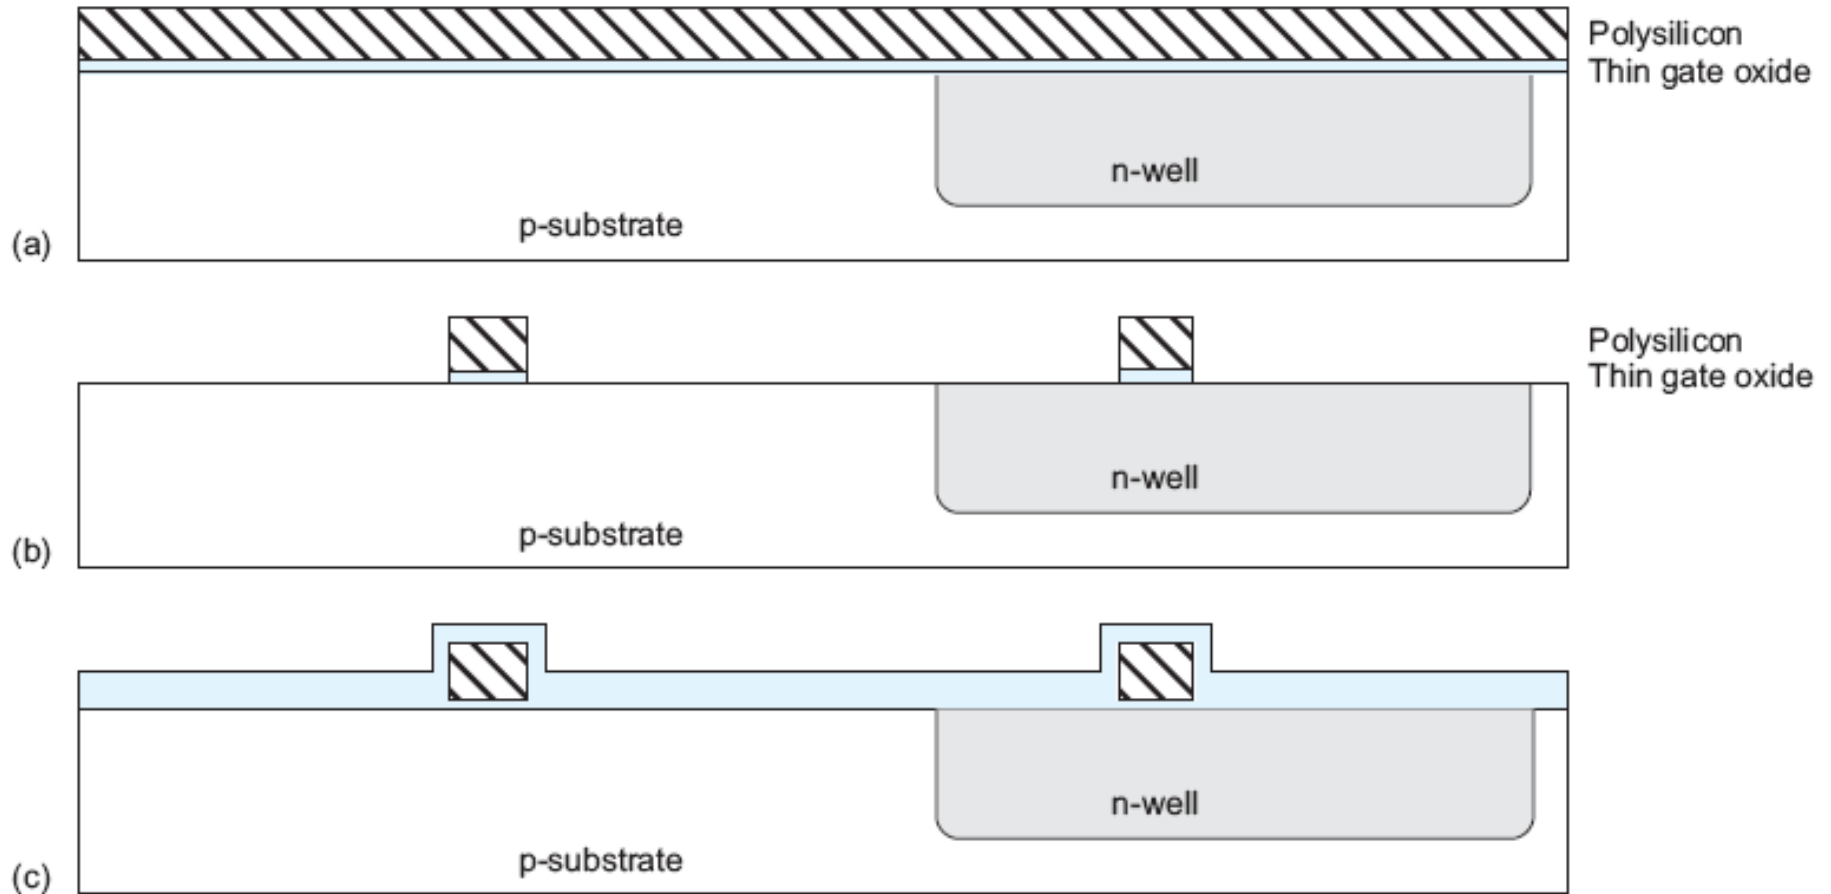 Polysilicon
Thin gate oxide
n-well
p-substrate
(a)
Polysilicon
Thin gate oxide
n-well
p-substrate
(b)
n-well
p-substrate
(c)